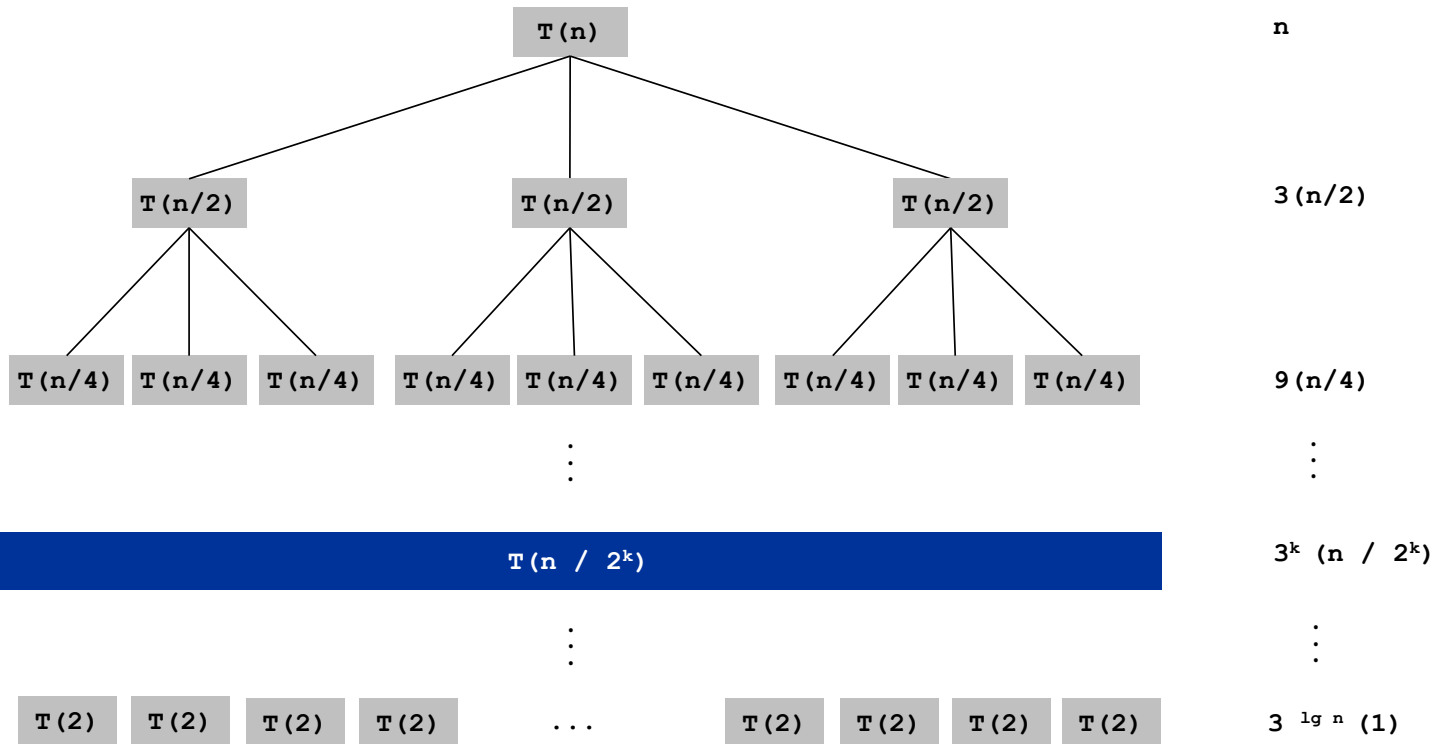 T(n) n
T(n/2) T(n/2) T(n/2) 3(n/2)
T(n/4) T(n/4) T(n/4) T(n/4) T(n/4) T(n/4) T(n/4) T(n/4) T(n/4) 9(n/4)
T(n / 2ᵏ) 3ᵏ (n / 2ᵏ)
T(2) T(2) T(2) T(2) ... T(2) T(2) T(2) T(2) 3 ˡᵍ ⁿ (1)